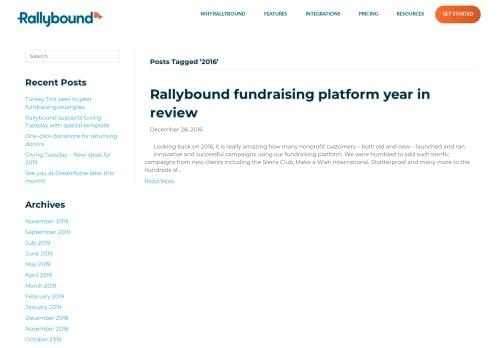 Rallybound
WHY RALLYBOUND
FEATURES
INTEGRATIONS
PRICING
RESOURCES
GET STARTED
Search
Recent Posts
Turkey Trot peer to peer
fundraising examples
Rallybound supports Giving
Tuesday with special template
One-click donations for returning
donors
Giving Tuesday – New ideas for
2019
See you at Dreamforce later this
month!
Archives
November 2019
September 2019
July 2019
June 2019
May 2019
April 2019
March 2019
February 2019
January 2019
December 2018
November 2018
October 2018
Posts Tagged ‘2016’
Rallybound fundraising platform year in
review
December 28, 2016
Looking back on 2016, it is really amazing how many nonprofit customers – both old and new – launched and ran
innovative and successful campaigns using our fundraising platform. We were humbled to add such terrific
campaigns from new clients including the Sierra Club, Make a Wish International, Shatterproof and many more to the
hundreds of...
Read More